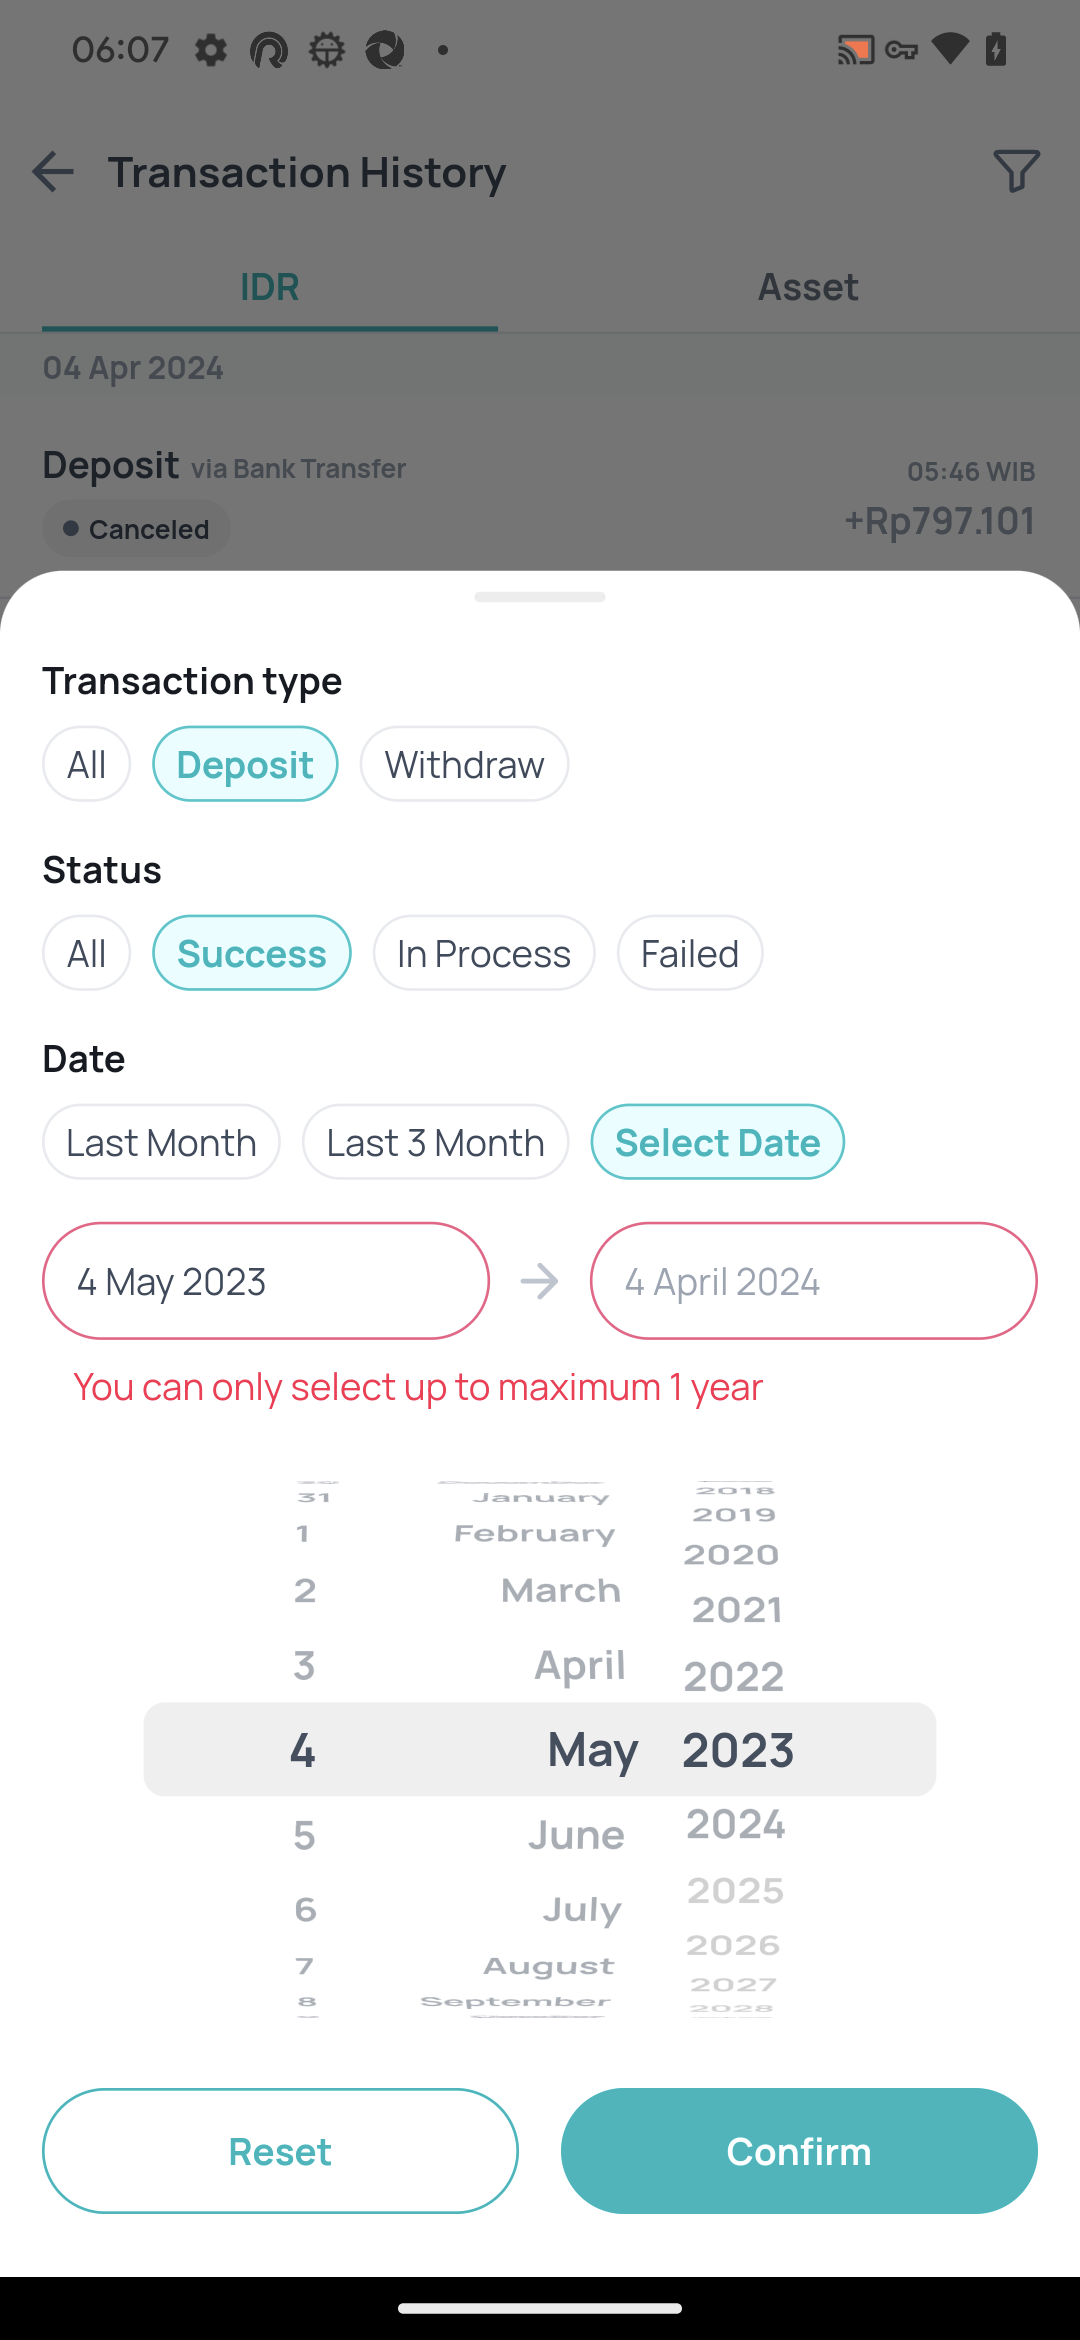 06:07
Transaction History
IDR Asset
04 Apr 2024
Deposit via Bank Transfer 05:46 WIB
Canceled +Rp797.101
Transaction type
All Deposit Withdraw
Status
All Success In Process Failed
Date
Last Month Last 3 Month Select Date
4 May 2023 4 April 2024
You can only select up to maximum 1 year
31 January 2018
2019
1 February 2020
2 March 2021
3 April 2022
4 May 2023
5 June 2024
2025
6 July 2026
7 August 2027
8 September 2028
Reset Confirm